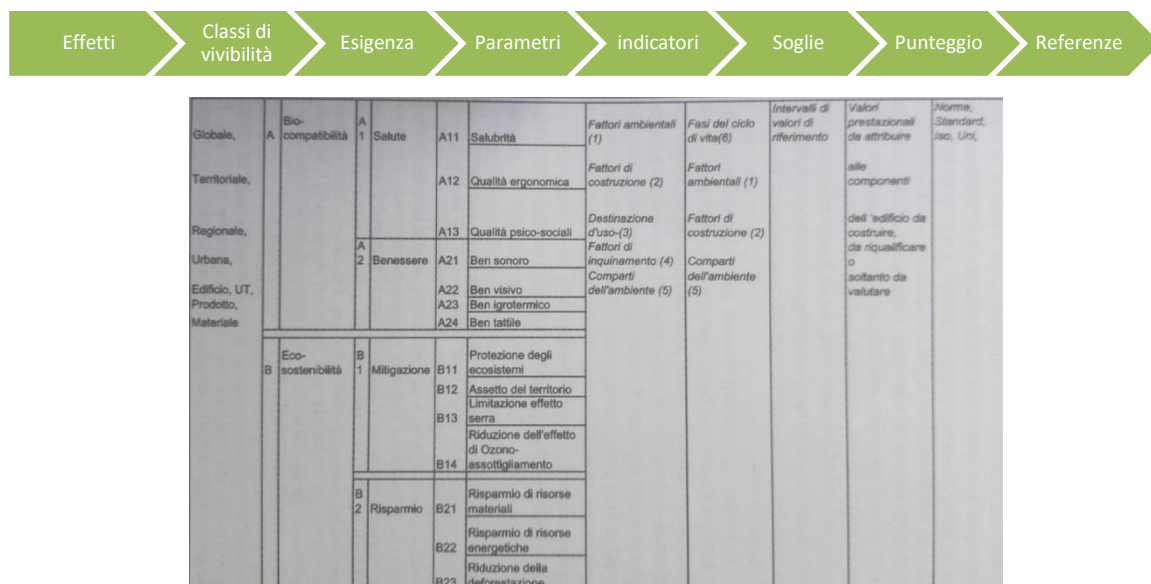 Effetti
Classi di
vivibilità
Esigenza
Parametri
indicatori
Soglie
Punteggio
Referenze
Globale,
Territoriale,
Regionale,
Urbana,
Edificio, UT,
Prodotto,
Materiale
A
Bio-
compatibilità
A
1
Salute
A11
Salubrità
A12
Qualità ergonomica
A13
Qualità psico-sociali
A
2
Benessere
A21
Ben sonoro
A22
Ben visivo
A23
Ben igrotermico
A24
Ben tattile
Fattori ambientali
(1)
Fattori di
costruzione (2)
Destinazione
d'uso-(3)
Fattori di
inquinamento (4)
Comparti
dell'ambiente (5)
Fasi del ciclo
di vita(6)
Fattori
ambientali (1)
Fattori di
costruzione (2)
Comparti
dell'ambiente
(5)
Intervalli di
valori di
riferimento
Valori
prestazionali
da attribuire
alle
componenti
dell 'edificio da
costruire,
da riqualificare
o
soltanto da
valutare
Norme,
Standard,
Iso, Uni,
B
Eco-
sostenibilità
B
1
Mitigazione
B11
Protezione degli
ecosistemi
B12
Assetto del territorio
B13
Limitazione effetto
serra
B14
Riduzione dell'effetto
di Ozono-
assottigliamento
B
2
Risparmio
B21
Risparmio di risorse
materiali
B22
Risparmio di risorse
energetiche
B23
Riduzione della
deforestazione